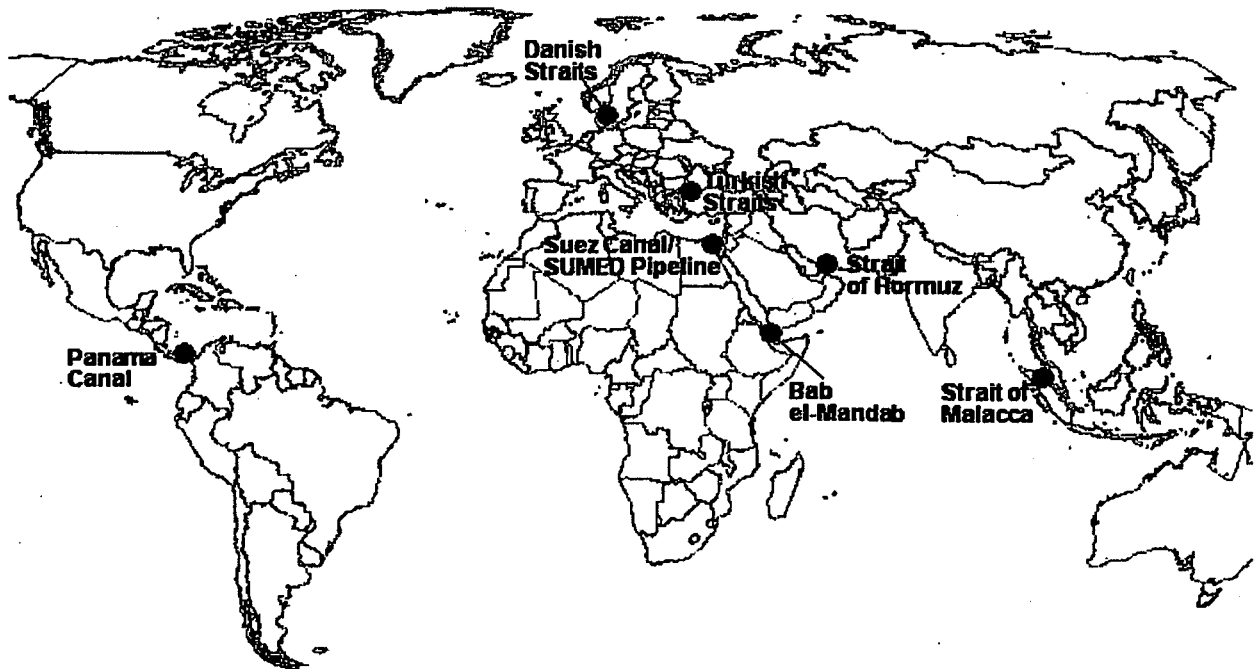 Danish
Straits
Turkish
Straits
Suez Canal/
SUMED Pipeline
Strait
of Hormuz
Panama
Canal
Bab
el-Mandab
Strait of
Malacca